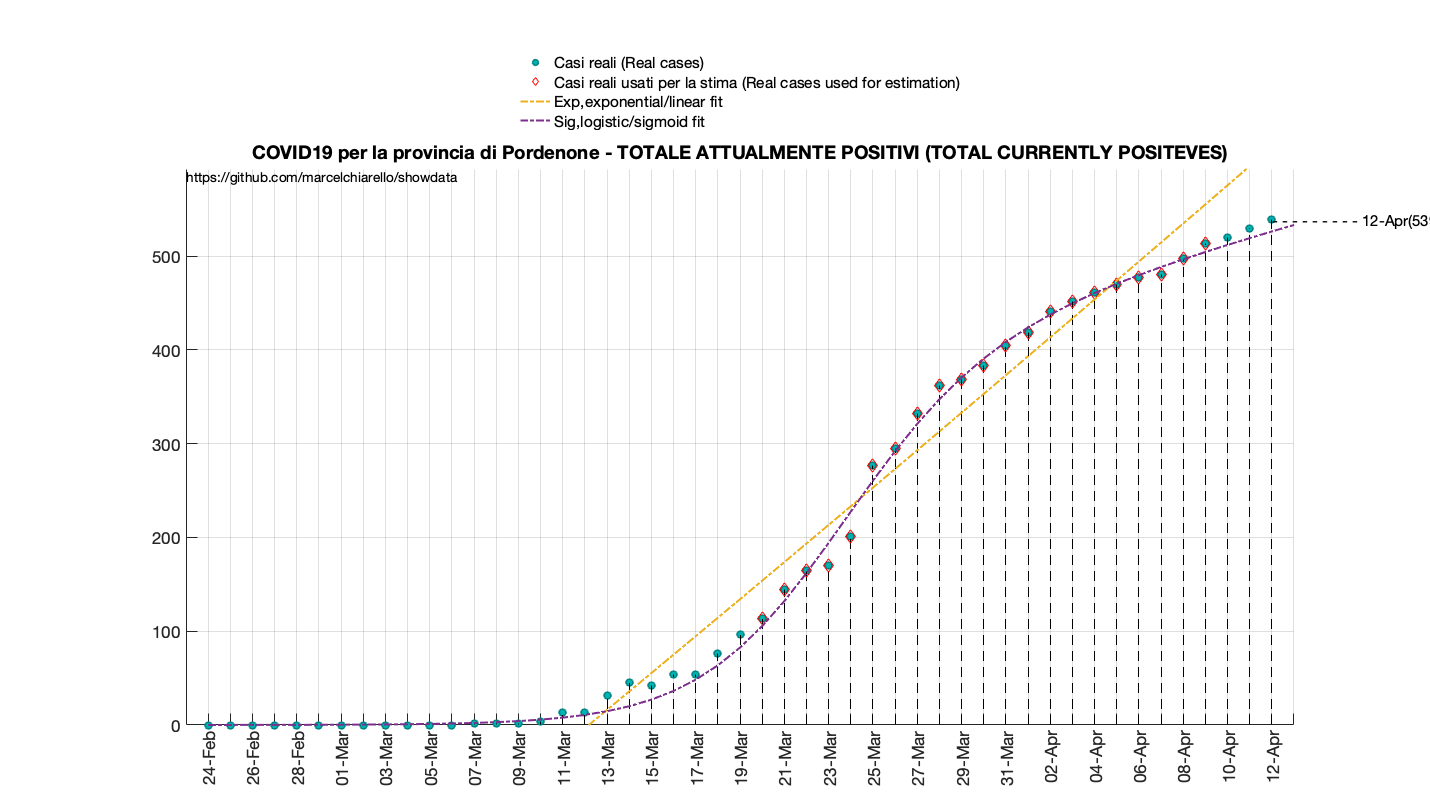 Casi reali (Real cases)
Casi reali usati per la stima (Real cases used for estimation)
Exp,exponential/linear fit
Sig,logistic/sigmoid fit
COVID19 per la provincia di Pordenone - TOTALE ATTUALMENTE POSITIVI (TOTAL CURRENTLY POSITEVES)
https://github.com/marcelchiarello/showdata
12-Apr(539
500
400
300
200
100
0
24-Feb
26-Feb
28-Feb
01-Mar
03-Mar
05-Mar
07-Mar
09-Mar
11-Mar
13-Mar
15-Mar
17-Mar
19-Mar
21-Mar
23-Mar
25-Mar
27-Mar
29-Mar
31-Mar
02-Apr
04-Apr
06-Apr
08-Apr
10-Apr
12-Apr